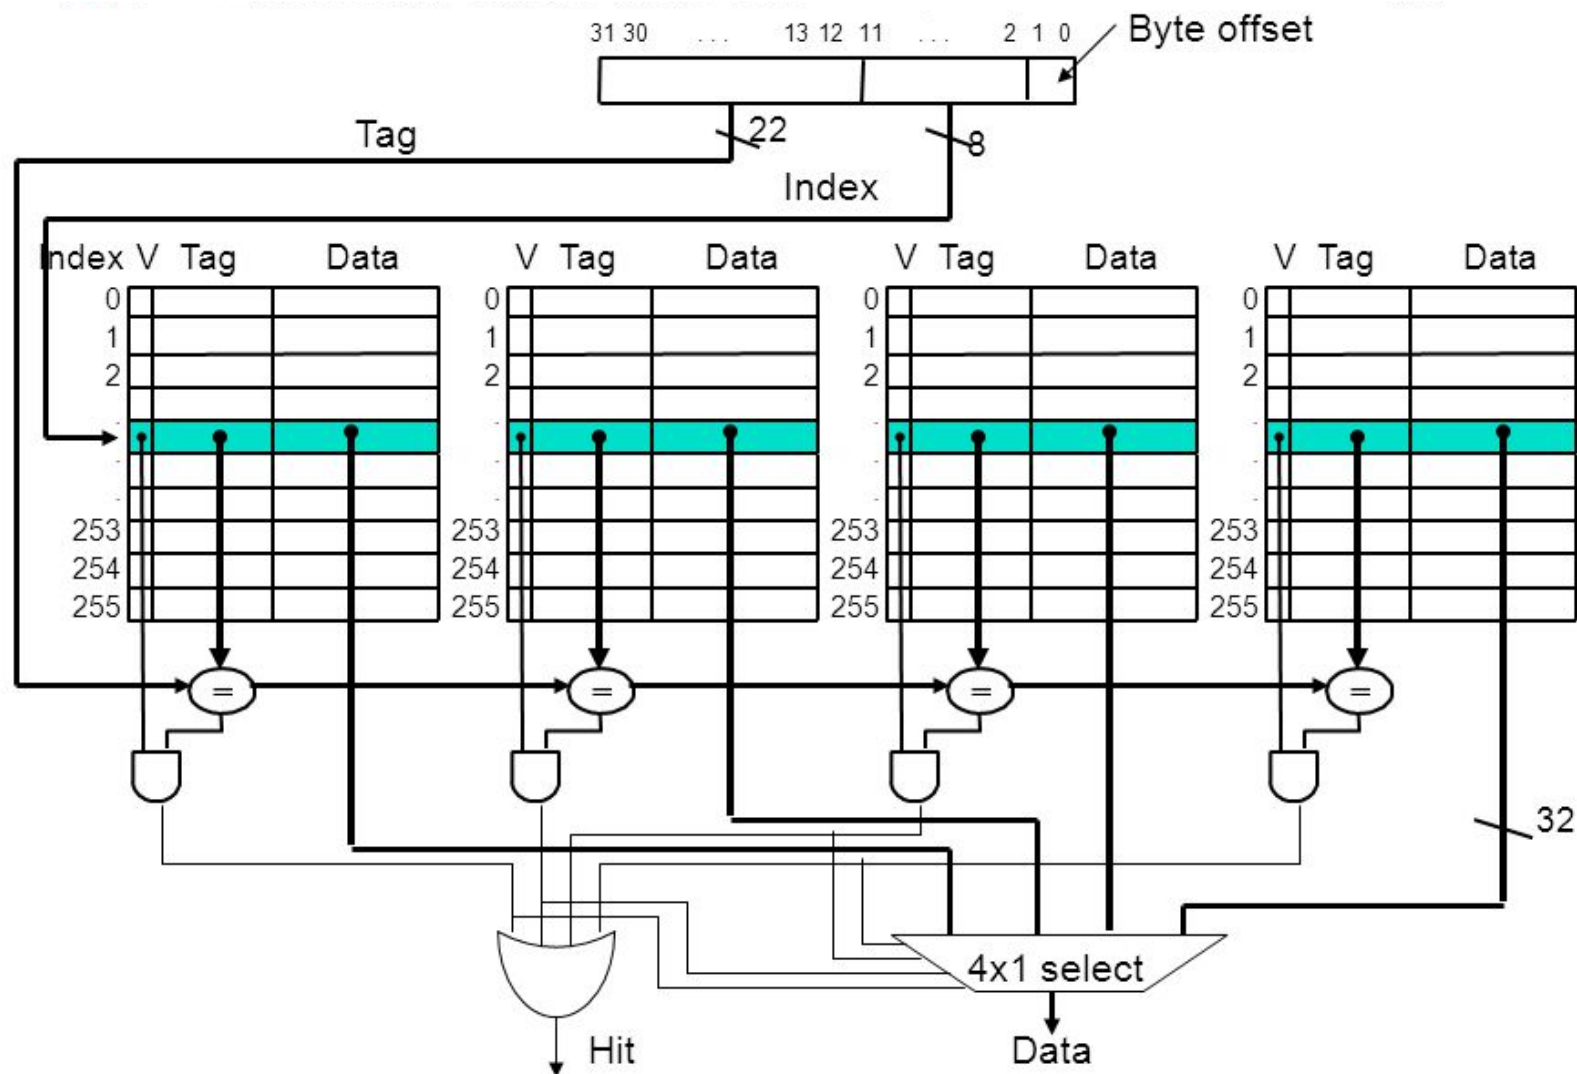 31 30 . . . 13 12 11 . . . 2 1 0 Byte offset
22
Tag
8
Index
Index V Tag Data V Tag Data V Tag Data V Tag Data
0 0 0 0
1 1 1 1
2 2 2 2
. . . .
. . . .
. . . .
253 253 253 253
254 254 254 254
255 255 255 255
= = = =
32
4x1 select
Hit Data